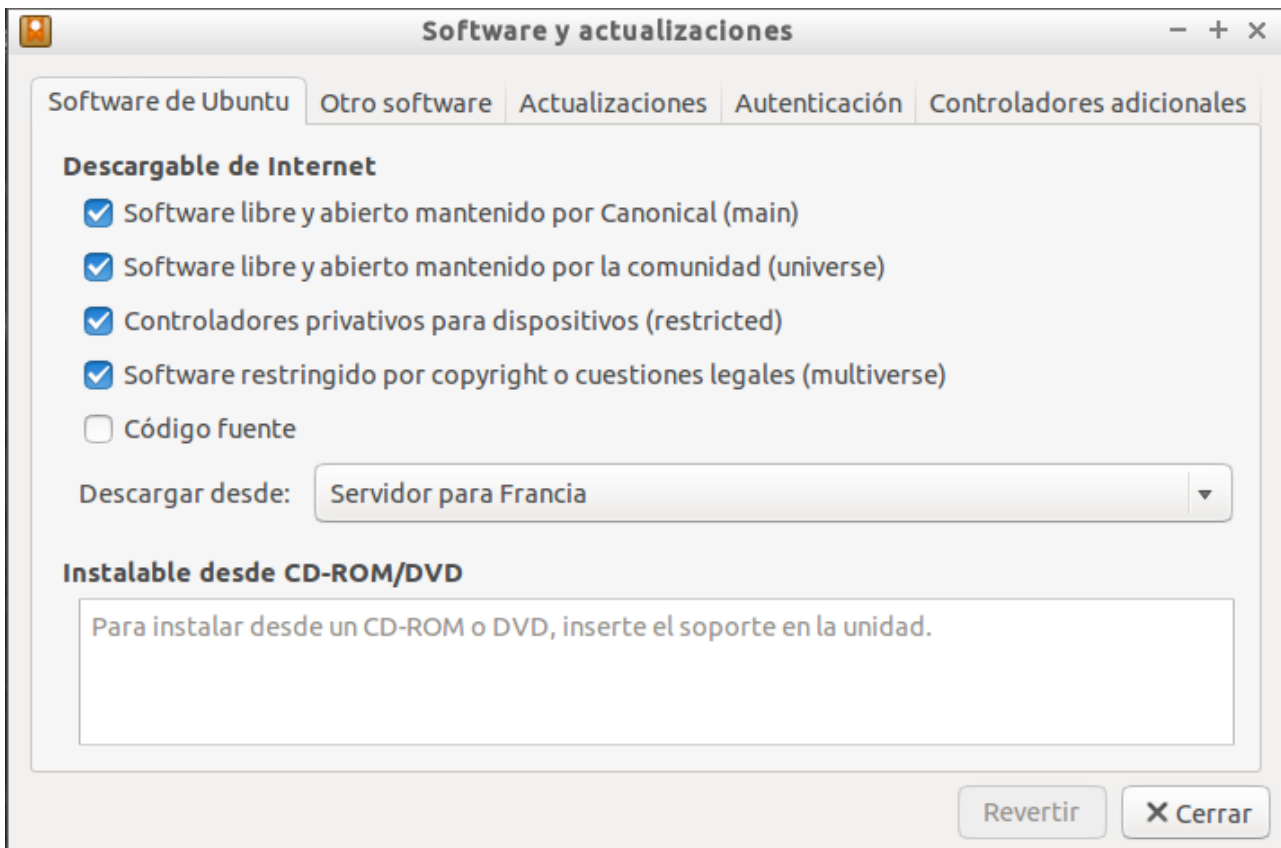 Software y actualizaciones
Software de Ubuntu
Otro software
Actualizaciones
Autenticación
Controladores adicionales
Descargable de Internet
Software libre y abierto mantenido por Canonical (main)
Software libre y abierto mantenido por la comunidad (universe)
Controladores privativos para dispositivos (restricted)
Software restringido por copyright o cuestiones legales (multiverse)
Código fuente
Descargar desde: Servidor para Francia
Instalable desde CD-ROM/DVD
Para instalar desde un CD-ROM o DVD, inserte el soporte en la unidad.
Revertir
Cerrar